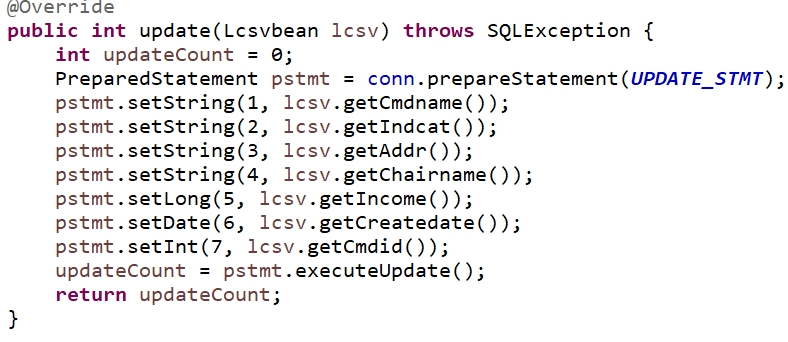 @Override
public int update(Lcsvbean lcsv) throws SQLException {
    int updateCount = 0;
    PreparedStatement pstmt = conn.prepareStatement(UPDATE_STMT);
    pstmt.setString(1, lcsv.getCmdname());
    pstmt.setString(2, lcsv.getIndcat());
    pstmt.setString(3, lcsv.getAddr());
    pstmt.setString(4, lcsv.getChairname());
    pstmt.setLong(5, lcsv.getIncome());
    pstmt.setDate(6, lcsv.getCreatedate());
    pstmt.setInt(7, lcsv.getCmdid());
    updateCount = pstmt.executeUpdate();
    return updateCount;
}